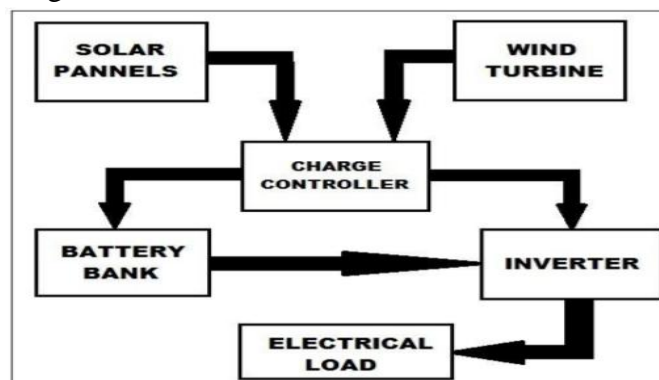 SOLAR
PANNELS
WIND
TURBINE
CHARGE
CONTROLLER
BATTERY
BANK
INVERTER
ELECTRICAL
LOAD